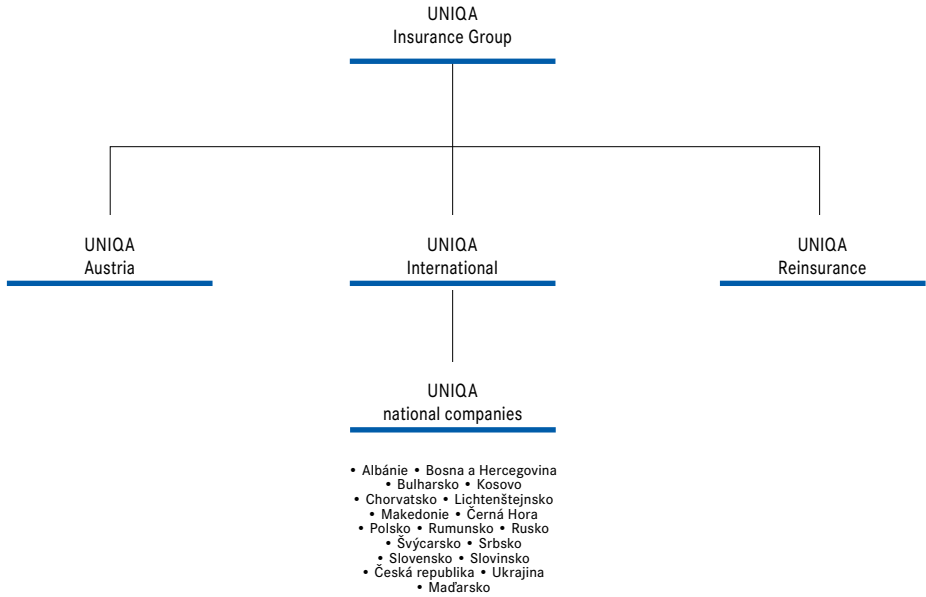 UNIQA
Insurance Group
UNIQA
Austria
UNIQA
International
UNIQA
Reinsurance
UNIQA
national companies
• Albánie • Bosna a Hercegovina
• Bulharsko • Kosovo
• Chorvatsko • Lichtenštejnsko
• Makedonie • Černá Hora
• Polsko • Rumunsko • Rusko
• Švýcarsko • Srbsko
• Slovensko • Slovinsko
• Česká republika • Ukrajina
• Maďarsko